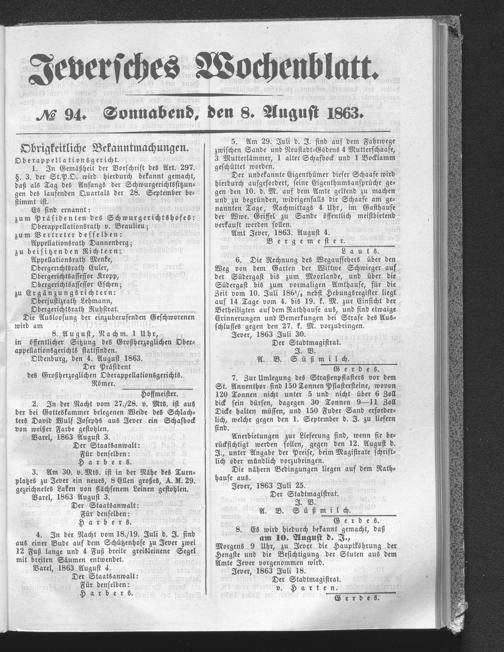 Jeversches Wochenblatt.
№ 94. Sonnabend, den 8. August 1863.
Obrigkeitliche Bekanntmachungen.
Oberappellationsgericht.
1. In Gemäßheit der Vorschrift des Art. 297.
§. 3. der St.P.O. wird hierdurch bekannt gemacht,
daß als Tag des Anfangs der Schwurgerichtssitzun-
gen des laufenden Quartals der 28. September be-
stimmt ist.
Es sind ernannt:
zum Präsidenten des Schwurgerichtshofes:
Oberappellationsrath v. Beaulieu;
zum Vertreter desselben:
Appellationsrath Dannenberg;
zu beisitzenden Richtern:
Appellationsrath Menke,
Obergerichtsrath Euler,
Obergerichtsassessor Kropp,
Obergerichtsassessor Eschen;
zu Ergänzungsrichtern:
Oberjustizrath Lehmann,
Obergerichtsrath Ruhstrat.
Die Ausloosung der einzuberufenden Geschworenen
wird am
8. August, Nachm. 1 Uhr,
in öffentlicher Sitzung des Großherzoglichen Ober-
appellationsgerichts stattfinden.
Oldenburg, den 4. August 1863.
Der Präsident
des Großherzoglichen Oberappellationsgerichts.
Römer.
Hoffmeister.
2. In der Nacht vom 27./28. v. Mts. ist aus
der bei Gotteskammer belegenen Weide des Schlach-
ters David Wulf Josephs aus Jever ein Schafbock
von weißer Farbe gestohlen.
Varel, 1863 August 3.
Der Staatsanwalt:
Für denselben:
Harbers.
3. Am 30. v. Mts. ist in der Nähe des Turn-
platzes zu Jever ein neues, 8 Ellen großes, A. M. 29.
gezeichnetes Laken von flächsenem Leinen gestohlen.
Varel, 1863 August 3.
Der Staatsanwalt:
Für denselben:
Harbers.
4. In der Nacht vom 18./19. Juli d. J. sind
aus einer Bude auf dem Schützenhofe zu Jever zwei
12 Fuß lange und 4 Fuß breite greisleinene Segel
mit breiten Säumen entwendet.
Varel, 1863 August 4.
Der Staatsanwalt:
Für denselben:
Harbers.
5. Am 29. Juli d. J. sind auf dem Fahrwege
zwischen Sande und Neustadt-Gödens 4 Mutterschaafe,
3 Mutterlämmer, 1 alter Schafbock und 1 Bocklamm
geschüttet worden.
Der unbekannte Eigenthümer dieser Schaafe wird
hierdurch aufgefordert, seine Eigenthumsansprüche ge-
gen den 10. M. auf dem Amte geltend zu machen
und zu begründen, widrigenfalls die Schaafe am ge-
nannten Tage, Nachmittags 4 Uhr, im Gasthause
der Wwe. Griffel zu Sande öffentlich meistbietend
verkauft werden sollen.
Amt Jever, 1863 August 4.
Bergemester.
Lauts.
6. Die Rechnung des Wegaufsehers über den
Weg von dem Garten der Wittwe Schwieger auf
der Südergast bis zum Moorlande, und über die
Südergast bis zum vormaligen Amthause, für die
Zeit vom 10. Juli 186²/₃ nebst Hebungsregister liegt
auf 14 Tage vom 4. bis 19. k. M. zur Einsicht der
Betheiligten auf dem Rathhause aus, und sind etwaige
Erinnerungen und Bemerkungen bei Strafe des Aus-
schlusses gegen den 27. k. M. vorzubringen.
Jever, 1863 Juli 30.
Der Stadtmagistrat.
J. V.
A. B. Süßmilch.
Gerdes.
7. Zur Umlegung des Straßenpflasters vor dem
St. Annenthor sind 150 Tonnen Pflastersteine, wovon
120 Tonnen nicht unter 5 und nicht über 6 Zoll
dick sein dürfen, dagegen 30 Tonnen 9—11 Zoll
Dicke halten müssen, und 150 Fuder Sand erforder-
lich, welche gegen den 1. September d. J. zu liefern
sind.
Anerbietungen zur Lieferung sind, wenn sie be-
rücksichtigt werden sollen, gegen den 12. August d.
J., unter Angabe der Preise, beim Magistrate schrift-
lich oder mündlich vorzubringen.
Die nähern Bedingungen liegen auf dem Rath-
hause aus.
Jever, 1863 Juli 25.
Der Stadtmagistrat.
J. V.
A. B. Süßmilch.
Gerdes.
8. Es wird hiedurch bekannt gemacht, daß
am 10. August d. J.,
Morgens 9 Uhr, zu Jever die Hauptköhrung der
Hengste und die Besichtigung der Stuten aus dem
Amte Jever vorgenommen wird.
Jever, 1863 Juli 18.
Der Stadtmagistrat.
v. Harten.
Gerdes.